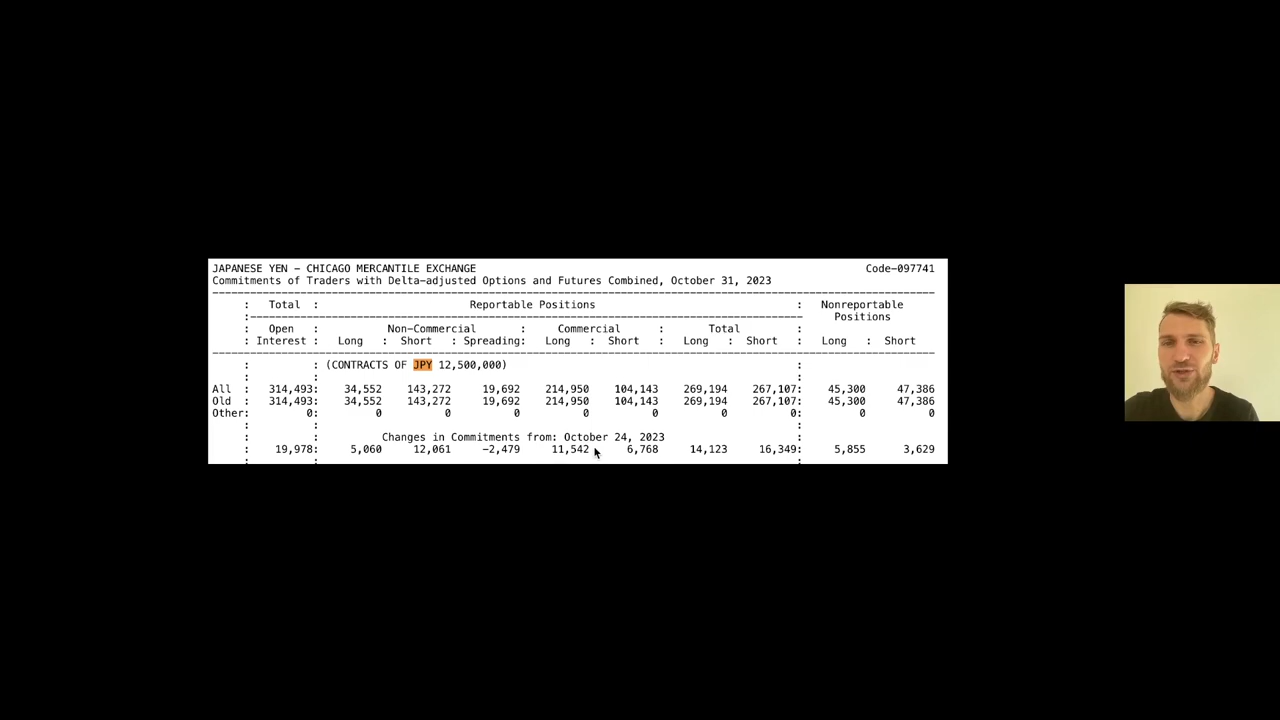 JAPANESE YEN - CHICAGO MERCANTILE EXCHANGE Code-097741
Commitments of Traders with Delta-adjusted Options and Futures Combined, October 31, 2023
: Total : Reportable Positions : Nonreportable
: Positions
: Open : Non-Commercial : Commercial : Total :
: Interest : Long : Short : Spreading: Long : Short : Long : Short : Long : Short
: : (CONTRACTS OF JPY 12,500,000) :
: : :
All : 314,493: 34,552 143,272 19,692 214,950 104,143 269,194 267,107: 45,300 47,386
Old : 314,493: 34,552 143,272 19,692 214,950 104,143 269,194 267,107: 45,300 47,386
Other: 0: 0 0 0 0 0 0 0: 0 0
: : :
: : Changes in Commitments from: October 24, 2023 :
: 19,978: 5,060 12,061 -2,479 11,542 6,768 14,123 16,349: 5,855 3,629
: : :